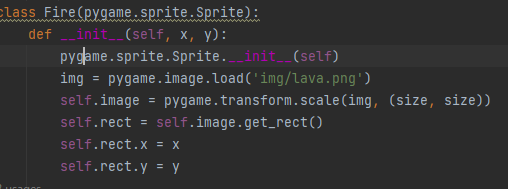 class Fire(pygame.sprite.Sprite):
    def __init__(self, x, y):
        pygame.sprite.Sprite.__init__(self)
        img = pygame.image.load('img/lava.png')
        self.image = pygame.transform.scale(img, (size, size))
        self.rect = self.image.get_rect()
        self.rect.x = x
        self.rect.y = y
usages